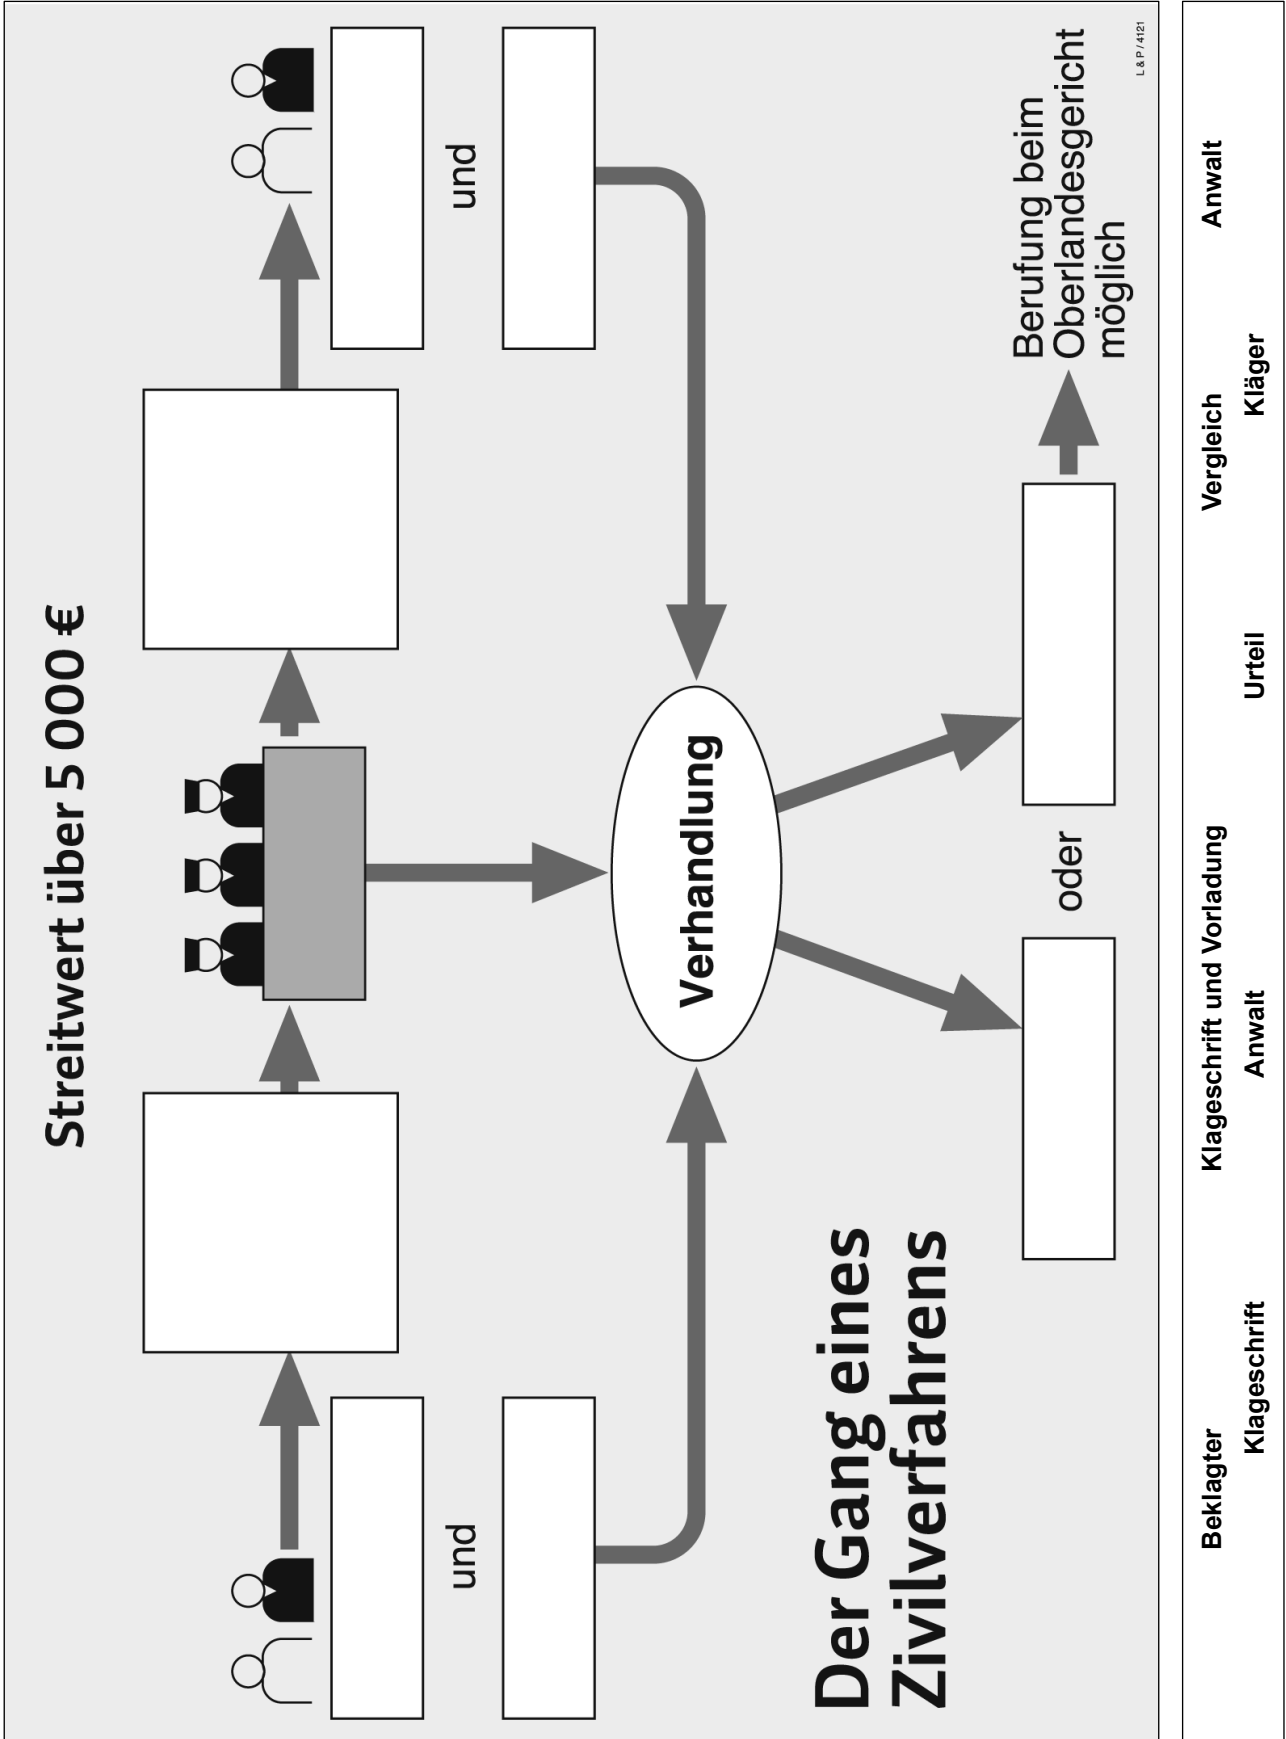 Streitwert über 5 000 €
und
und
Verhandlung
Der Gang eines
Zivilverfahrens
oder
Berufung beim
Oberlandesgericht
möglich
L & P / 4121
Beklagter Klageschrift und Vorladung Vergleich Anwalt
Klageschrift Anwalt Urteil Kläger